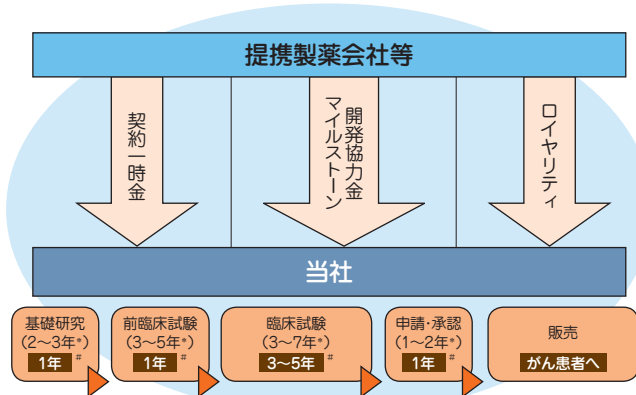 提携製薬会社等
契約一時金
開発協力金
マイルストーン
ロイヤリティ
当社
基礎研究
(2〜3年*)
1年 #
前臨床試験
(3〜5年*)
1年 #
臨床試験
(3〜7年*)
3〜5年 #
申請・承認
(1〜2年*)
1年 #
販売
がん患者へ